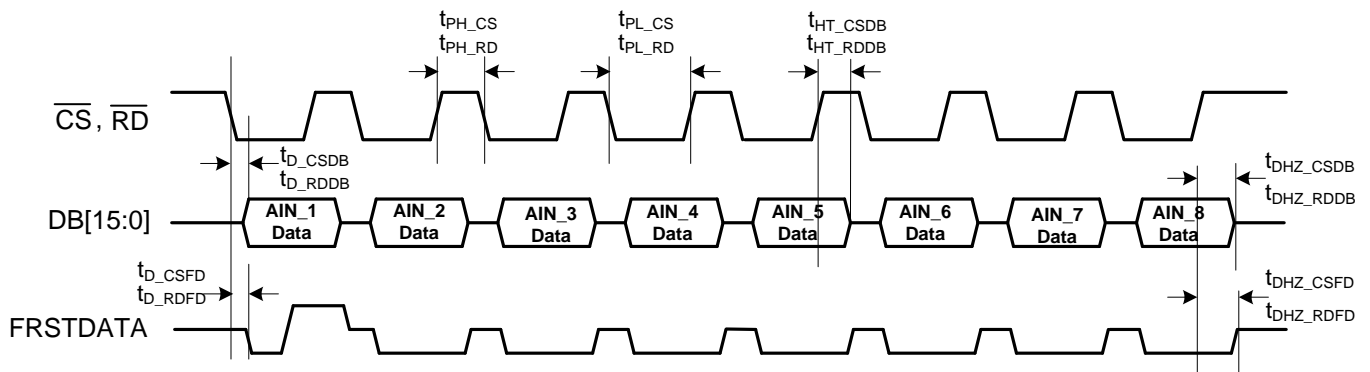 tPH_CS
tPH_RD
tPL_CS
tPL_RD
tHT_CSDB
tHT_RDDB
CS, RD
tD_CSDB
tD_RDDB
tDHZ_CSDB
tDHZ_RDDB
DB[15:0]
AIN_1
Data
AIN_2
Data
AIN_3
Data
AIN_4
Data
AIN_5
Data
AIN_6
Data
AIN_7
Data
AIN_8
Data
tD_CSFD
tD_RDFD
tDHZ_CSFD
tDHZ_RDFD
FRSTDATA